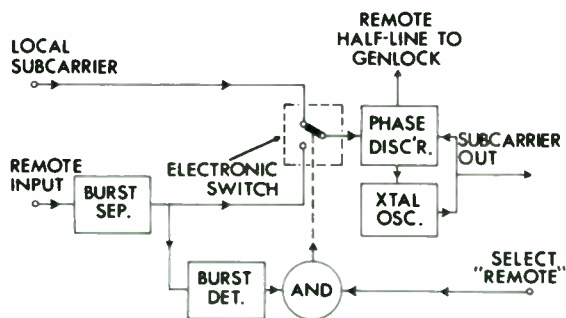 REMOTE
HALF-LINE TO
GENLOCK
LOCAL
SUBCARRIER
PHASE
DISC'R.
SUBCARRIER
OUT
ELECTRONIC
SWITCH
REMOTE
INPUT
BURST
SEP.
XTAL
OSC.
BURST
DET.
AND
SELECT
"REMOTE"